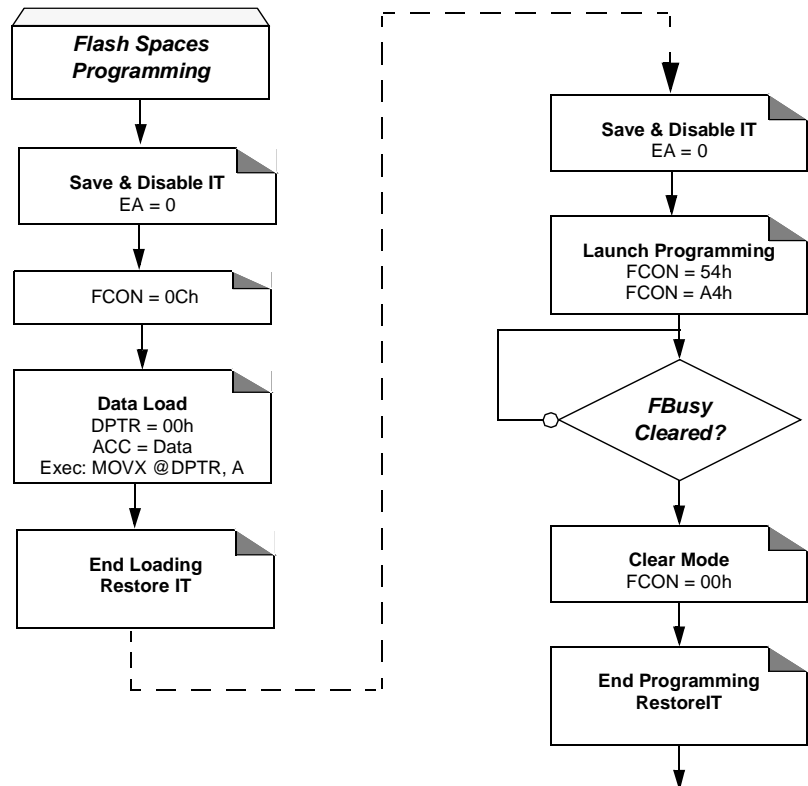 Flash Spaces
Programming
Save & Disable IT
EA = 0
FCON = 0Ch
Data Load
DPTR = 00h
ACC = Data
Exec: MOVX @DPTR, A
End Loading
Restore IT
Save & Disable IT
EA = 0
Launch Programming
FCON = 54h
FCON = A4h
FBusy
Cleared?
Clear Mode
FCON = 00h
End Programming
RestoreIT